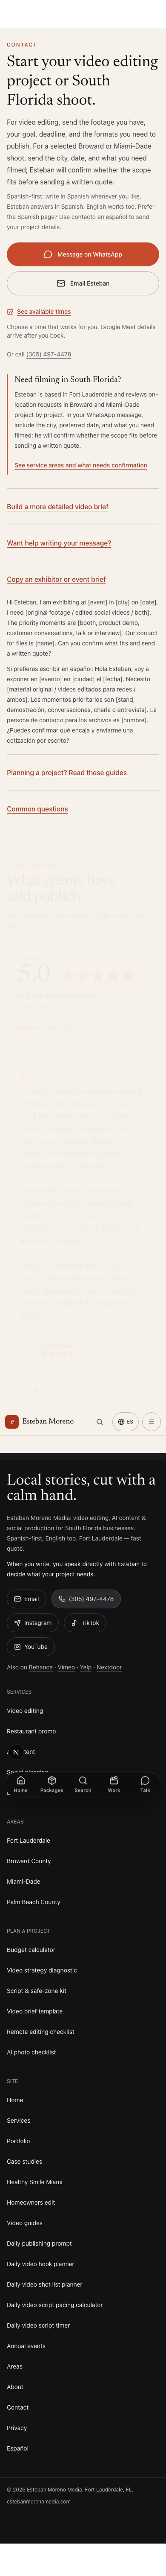 CONTACT
Start your video editing
project or South
Florida shoot.
For video editing, send the footage you have,
your goal, deadline, and the formats you need to
publish. For a selected Broward or Miami-Dade
shoot, send the city, date, and what you want
filmed; Esteban will confirm whether the scope
fits before sending a written quote.
Spanish-first: write in Spanish whenever you like,
Esteban answers in Spanish. English works too. Prefer
the Spanish page? Use contacto en español to send
your project details.
Message on WhatsApp
Email Esteban
See available times
Choose a time that works for you. Google Meet details
arrive after you book.
Or call (305) 497-4478.
Need filming in South Florida?
Esteban is based in Fort Lauderdale and reviews on-
location requests in Broward and Miami-Dade
project by project. In your WhatsApp message,
include the city, preferred date, and what you need
filmed; he will confirm whether the scope fits before
sending a written quote.
See service areas and what needs confirmation
Build a more detailed video brief
Want help writing your message?
Copy an exhibitor or event brief
Hi Esteban, I am exhibiting at [event] in [city] on [date].
I need [original footage / edited social videos / both].
The priority moments are [booth, product demo,
customer conversations, talk or interview]. Our contact
for files is [name]. Can you confirm what fits and send
a written quote?
Si prefieres escribir en español: Hola Esteban, voy a
exponer en [evento] en [ciudad] el [fecha]. Necesito
[material original / videos editados para redes /
ambos]. Los momentos prioritarios son [stand,
demostración, conversaciones, charla o entrevista]. La
persona de contacto para los archivos es [nombre].
¿Puedes confirmar qué encaja y enviarme una
cotización por escrito?
Planning a project? Read these guides
Common questions
What clients have
said publicly.
5.0
e
Esteban Moreno
ES
Local stories, cut with a
calm hand.
Esteban Moreno Media: video editing, AI content &
social production for South Florida businesses.
Spanish-first, English-too. Fort Lauderdale — fast
quote.
When you write, you speak directly with Esteban to
decide what your project needs.
Email
(305) 497-4478
Instagram
TikTok
YouTube
Also on Behance · Vimeo · Yelp · Nextdoor
SERVICES
Video editing
Restaurant promo
N
Home
Packages
Search
Work
Talk
AREAS
Fort Lauderdale
Broward County
Miami-Dade
Palm Beach County
PLAN A PROJECT
Budget calculator
Video strategy diagnostic
Script & safe-zone kit
Video brief template
Remote editing checklist
AI photo checklist
SITE
Home
Services
Portfolio
Case studies
Healthy Smile Miami
Homeowners edit
Video guides
Daily publishing prompt
Daily video hook planner
Daily video shot list planner
Daily video script pacing calculator
Daily video script timer
Annual events
Areas
About
Contact
Privacy
Español
© 2026 Esteban Moreno Media. Fort Lauderdale, FL.
estebanmorenomedia.com